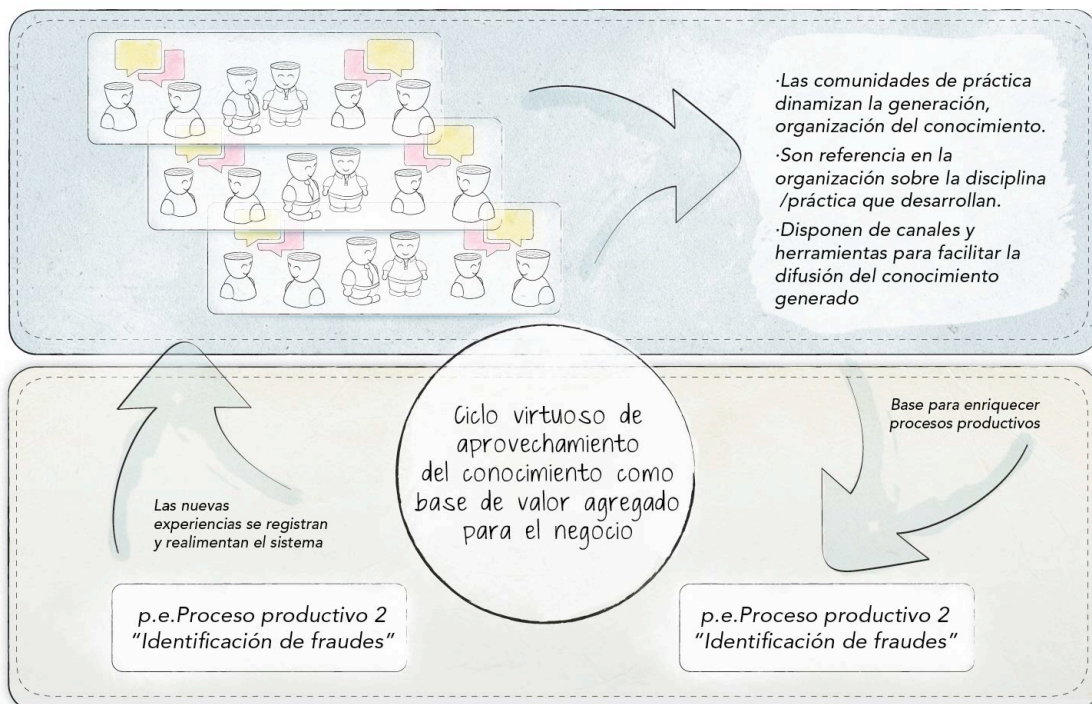 ·Las comunidades de práctica
dinamizan la generación,
organización del conocimiento.
·Son referencia en la
organización sobre la disciplina
/práctica que desarrollan.
·Disponen de canales y
herramientas para facilitar la
difusión del conocimiento
generado
Ciclo virtuoso de
aprovechamiento
del conocimiento como
base de valor agregado
para el negocio
Base para enriquecer
procesos productivos
Las nuevas
experiencias se registran
y realimentan el sistema
p.e.Proceso productivo 2
“Identificación de fraudes”
p.e.Proceso productivo 2
“Identificación de fraudes”